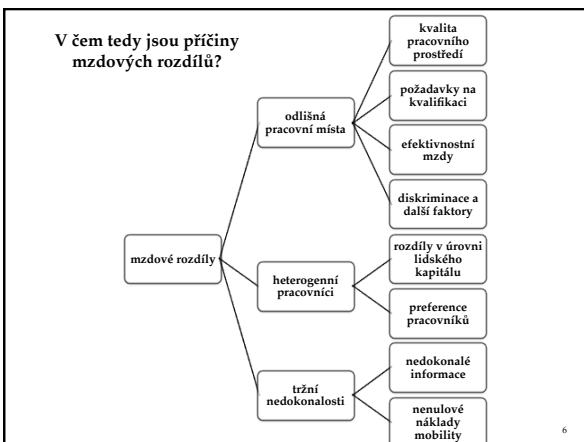 V čem tedy jsou příčiny
mzdových rozdílů?
mzdové rozdíly
odlišná
pracovní místa
kvalita
pracovního
prostředí
požadavky na
kvalifikaci
efektivnostní
mzdy
diskriminace a
další faktory
heterogenní
pracovníci
rozdíly v úrovni
lidského
kapitálu
preference
pracovníků
tržní
nedokonalosti
nedokonalé
informace
nenulové
náklady
mobility
6